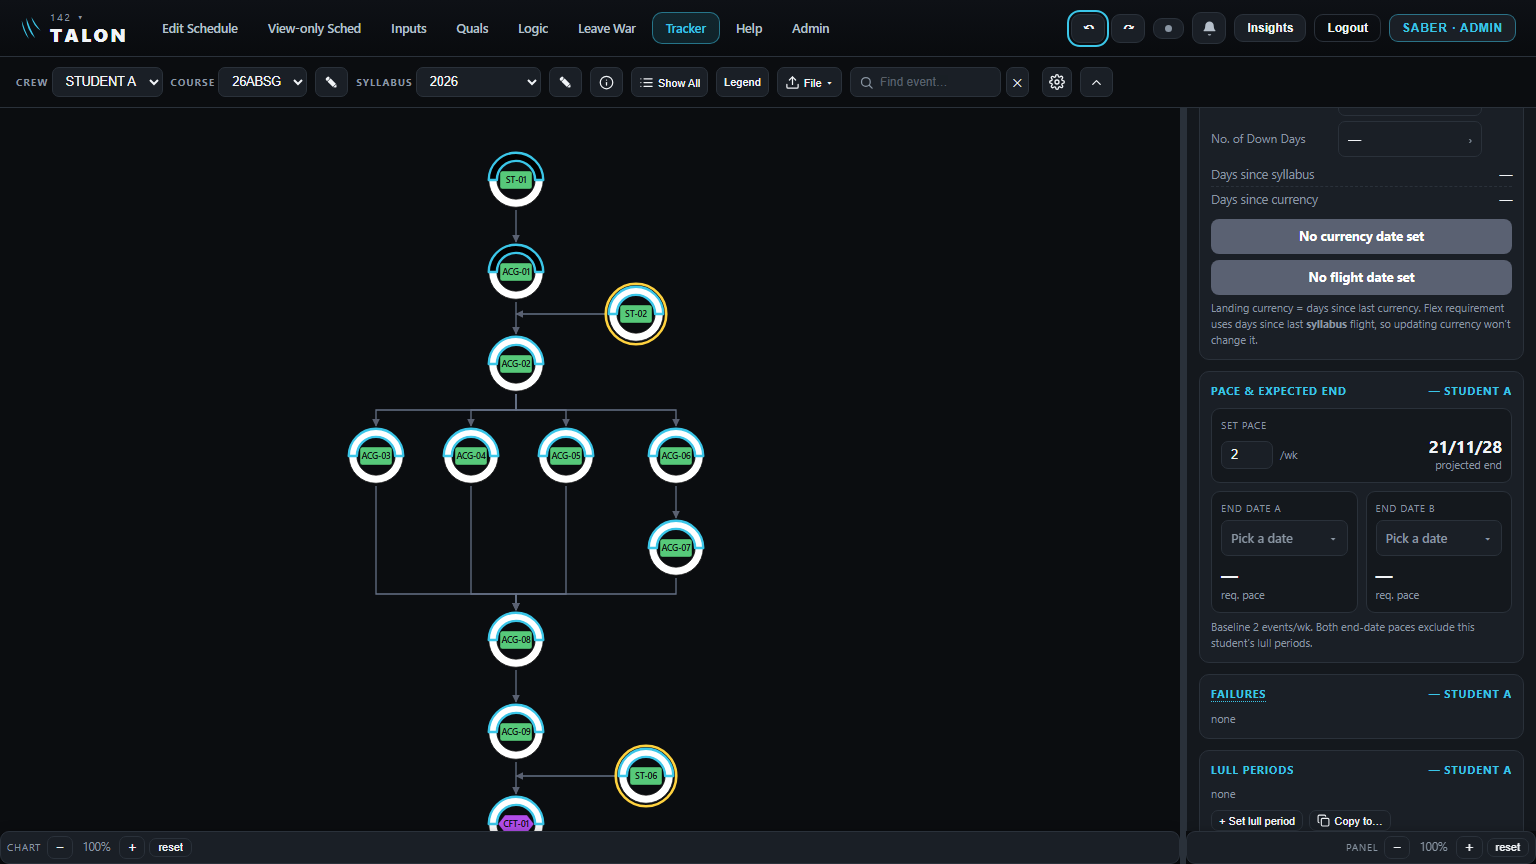 142
TALON
Edit Schedule
View-only Sched
Inputs
Quals
Logic
Leave War
Tracker
Help
Admin
Insights
Logout
SABER · ADMIN
CREW
STUDENT A
COURSE
26ABSG
SYLLABUS
2026
Show All
Legend
File
Find event...
ST-01
ACG-01
ST-02
ACG-02
ACG-03
ACG-04
ACG-05
ACG-06
ACG-07
ACG-08
ACG-09
ST-06
CFT-01
No. of Down Days
—
Days since syllabus
—
Days since currency
—
No currency date set
No flight date set
Landing currency = days since last currency. Flex requirement
uses days since last syllabus flight, so updating currency won't
change it.
PACE & EXPECTED END
— STUDENT A
SET PACE
2 /wk
21/11/28
projected end
END DATE A
Pick a date
—
req. pace
END DATE B
Pick a date
—
req. pace
Baseline 2 events/wk. Both end-date paces exclude this
student's lull periods.
FAILURES
— STUDENT A
none
LULL PERIODS
— STUDENT A
none
+ Set lull period
Copy to...
CHART − 100% + reset
PANEL − 100% + reset